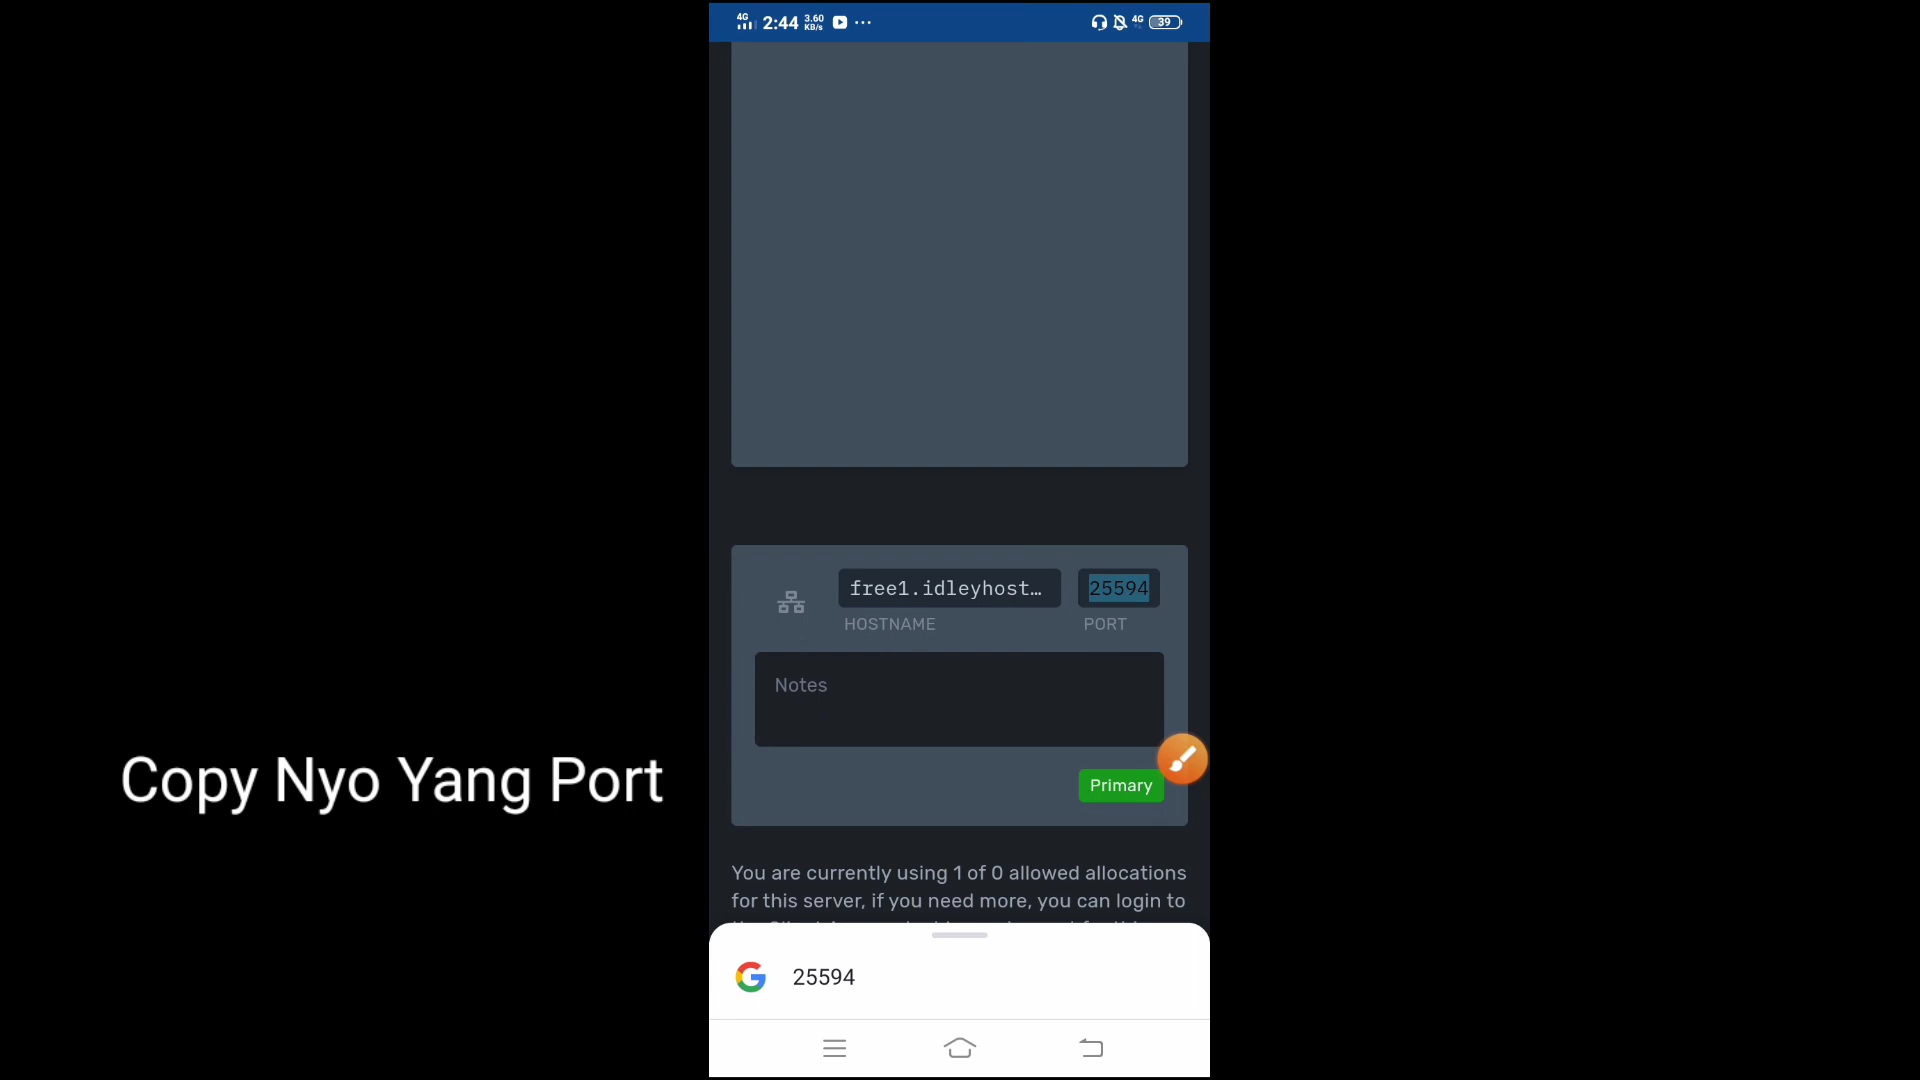 4G 2:44 3.60 KB/s ··· 4G 39
free1.idleyhost… 25594
HOSTNAME PORT
Notes
Copy Nyo Yang Port
Primary
You are currently using 1 of 0 allowed allocations
for this server, if you need more, you can login to
25594